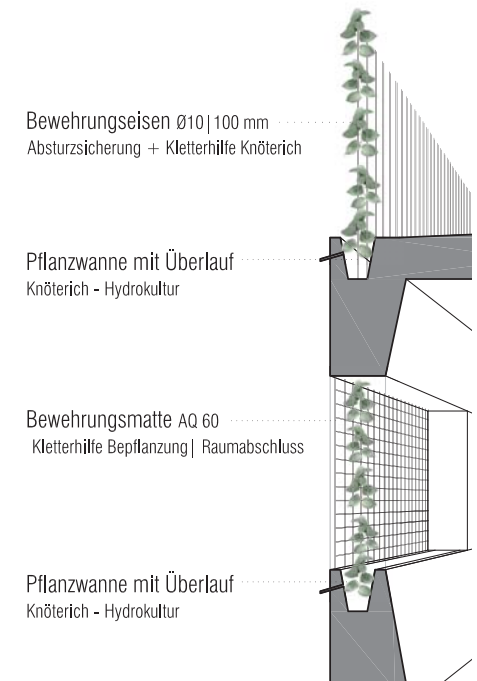 Bewehrungseisen Ø10|100 mm
Absturzsicherung + Kletterhilfe Knöterich
Pflanzwanne mit Überlauf
Knöterich - Hydrokultur
Bewehrungsmatte AQ 60
Kletterhilfe Bepflanzung| Raumabschluss
Pflanzwanne mit Überlauf
Knöterich - Hydrokultur